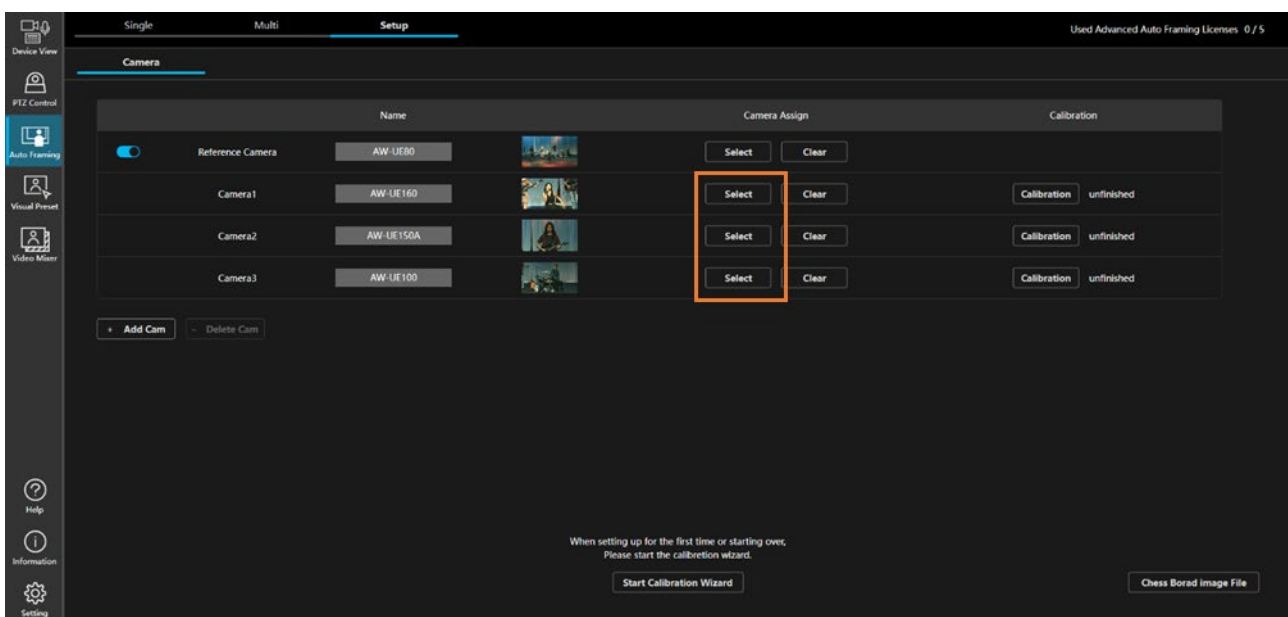 Single Multi Setup Used Advanced Auto Framing Licenses 0 / 5
Device View
Camera
PTZ Control
Name Camera Assign Calibration
Auto Framing
Reference Camera AW-UE80 Select Clear
Visual Preset
Camera1 AW-UE160 Select Clear Calibration unfinished
Camera2 AW-UE150A Select Clear Calibration unfinished
Video Mixer
Camera3 AW-UE100 Select Clear Calibration unfinished
+ Add Cam - Delete Cam
Help
When setting up for the first time or starting over,
Please start the calibretion wizard.
Information
Start Calibration Wizard Chess Borad image File
Setting